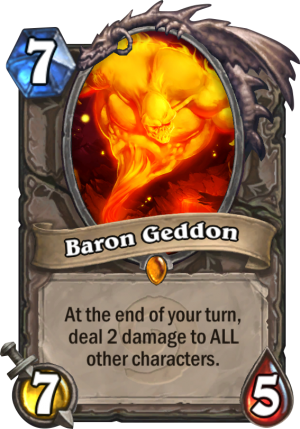 7
Baron Geddon
At the end of your turn,
deal 2 damage to ALL
other characters.
7
5